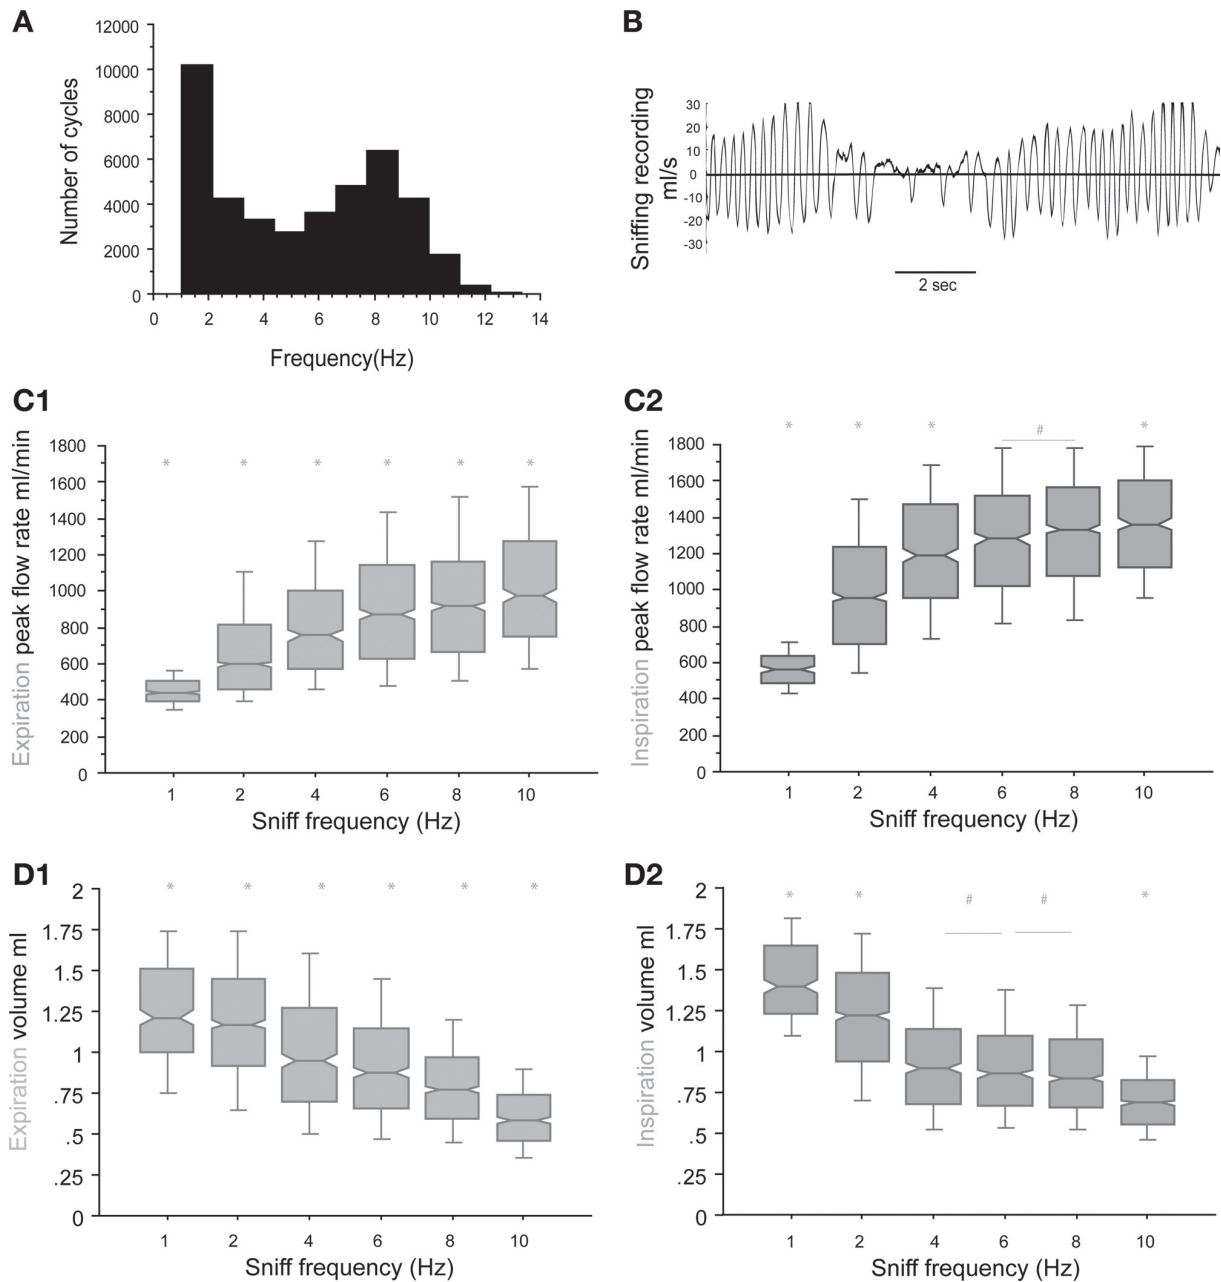 A
12000
10000
8000
6000
4000
2000
0
Number of cycles
0 2 4 6 8 10 12 14
Frequency(Hz)
B
Sniffing recording
ml/s
30
20
10
0
-10
-20
-30
2 sec
C1
1800
1600
1400
1200
1000
800
600
400
200
0
Expiration peak flow rate ml/min
* * * * * *
1 2 4 6 8 10
Sniff frequency (Hz)
C2
1800
1600
1400
1200
1000
800
600
400
200
0
Inspiration peak flow rate ml/min
* * * # *
1 2 4 6 8 10
Sniff frequency (Hz)
D1
2
1.75
1.5
1.25
1
.75
.5
.25
0
Expiration volume ml
* * * * * *
1 2 4 6 8 10
Sniff frequency (Hz)
D2
2
1.75
1.5
1.25
1
.75
.5
.25
0
Inspiration volume ml
* * # # *
1 2 4 6 8 10
Sniff frequency (Hz)